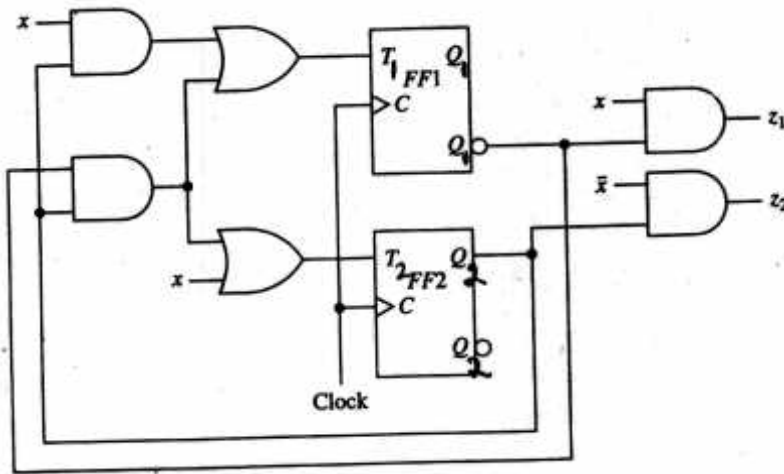 x
T₁ Q₁
FF1
C
Q₁
x
z₁
x̄
z₂
T₂ Q₂
FF2
x
C
Q₂
Clock